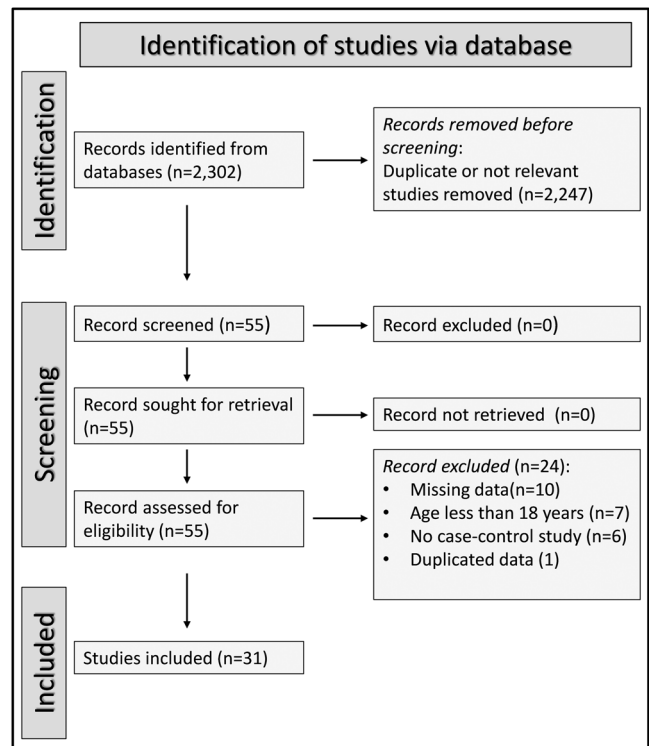 Identification of studies via database
Identification
Records identified from
databases (n=2,302)
Records removed before
screening:
Duplicate or not relevant
studies removed (n=2,247)
Screening
Record screened (n=55)
Record excluded (n=0)
Record sought for retrieval
(n=55)
Record not retrieved (n=0)
Record assessed for
eligibility (n=55)
Record excluded (n=24):
• Missing data(n=10)
• Age less than 18 years (n=7)
• No case-control study (n=6)
• Duplicated data (1)
Included
Studies included (n=31)